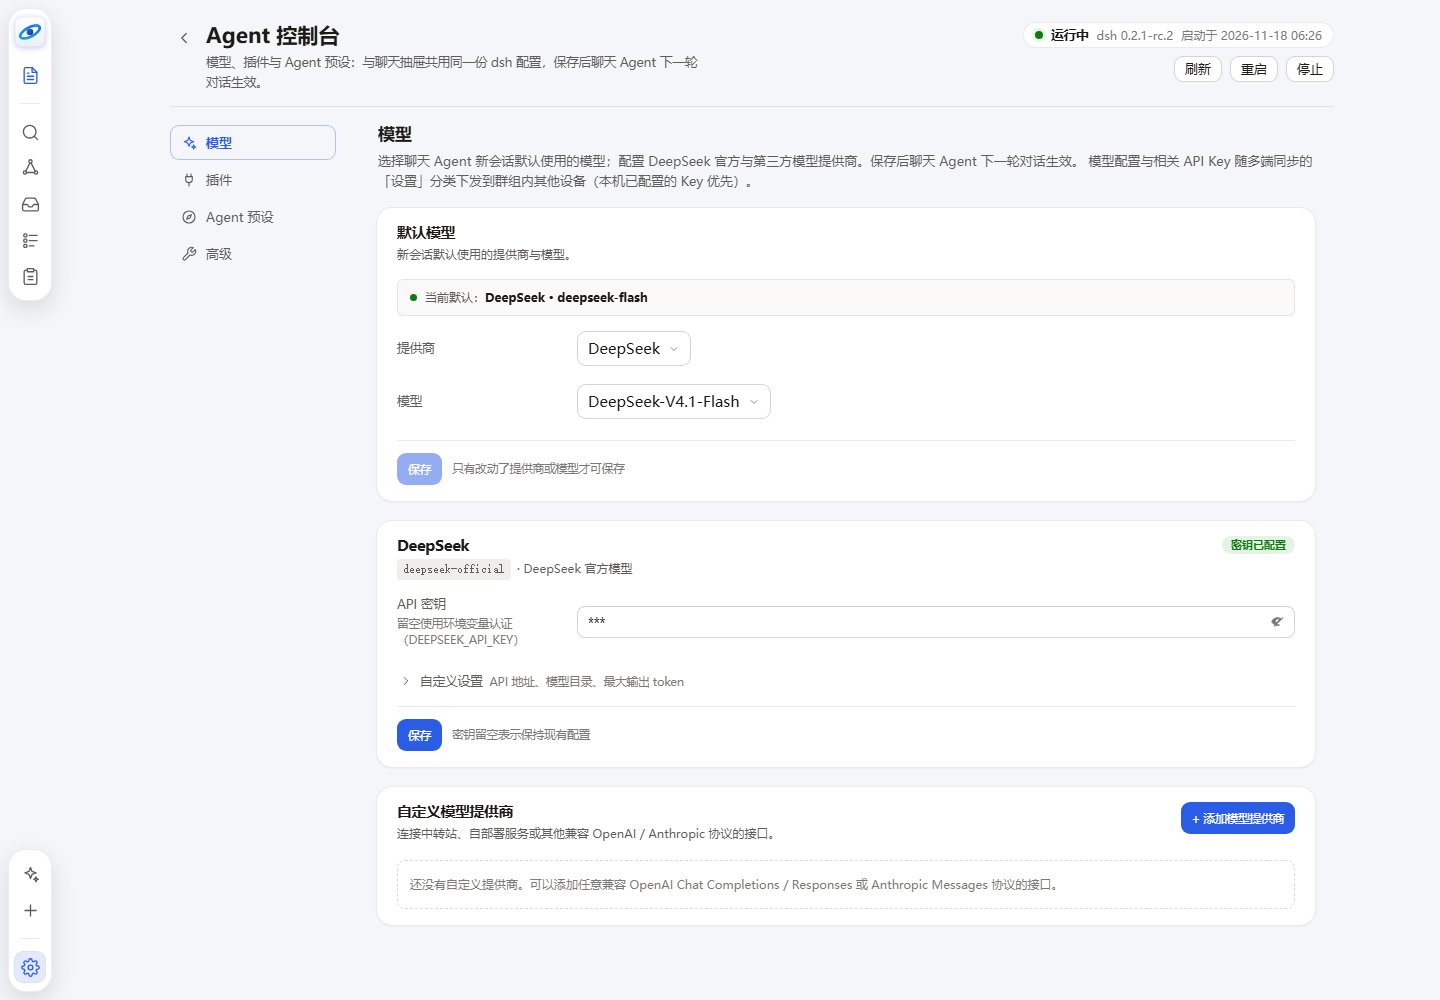 Agent 控制台
模型、插件与 Agent 预设：与聊天抽屉共用同一份 dsh 配置，保存后聊天 Agent 下一轮
对话生效。
运行中 dsh 0.2.1-rc.2 启动于 2026-11-18 06:26
刷新
重启
停止
模型
插件
Agent 预设
高级
模型
选择聊天 Agent 新会话默认使用的模型；配置 DeepSeek 官方与第三方模型提供商。保存后聊天 Agent 下一轮对话生效。 模型配置与相关 API Key 随多端同步的
「设置」分类下发到群组内其他设备（本机已配置的 Key 优先）。
默认模型
新会话默认使用的提供商与模型。
当前默认： DeepSeek • deepseek-flash
提供商
DeepSeek
模型
DeepSeek-V4.1-Flash
保存
只有改动了提供商或模型才可保存
DeepSeek
密钥已配置
deepseek-official · DeepSeek 官方模型
API 密钥
留空使用环境变量认证
（DEEPSEEK_API_KEY）
***
自定义设置 API 地址、模型目录、最大输出 token
保存
密钥留空表示保持现有配置
自定义模型提供商
连接中转站、自部署服务或其他兼容 OpenAI / Anthropic 协议的接口。
+ 添加模型提供商
还没有自定义提供商。可以添加任意兼容 OpenAI Chat Completions / Responses 或 Anthropic Messages 协议的接口。